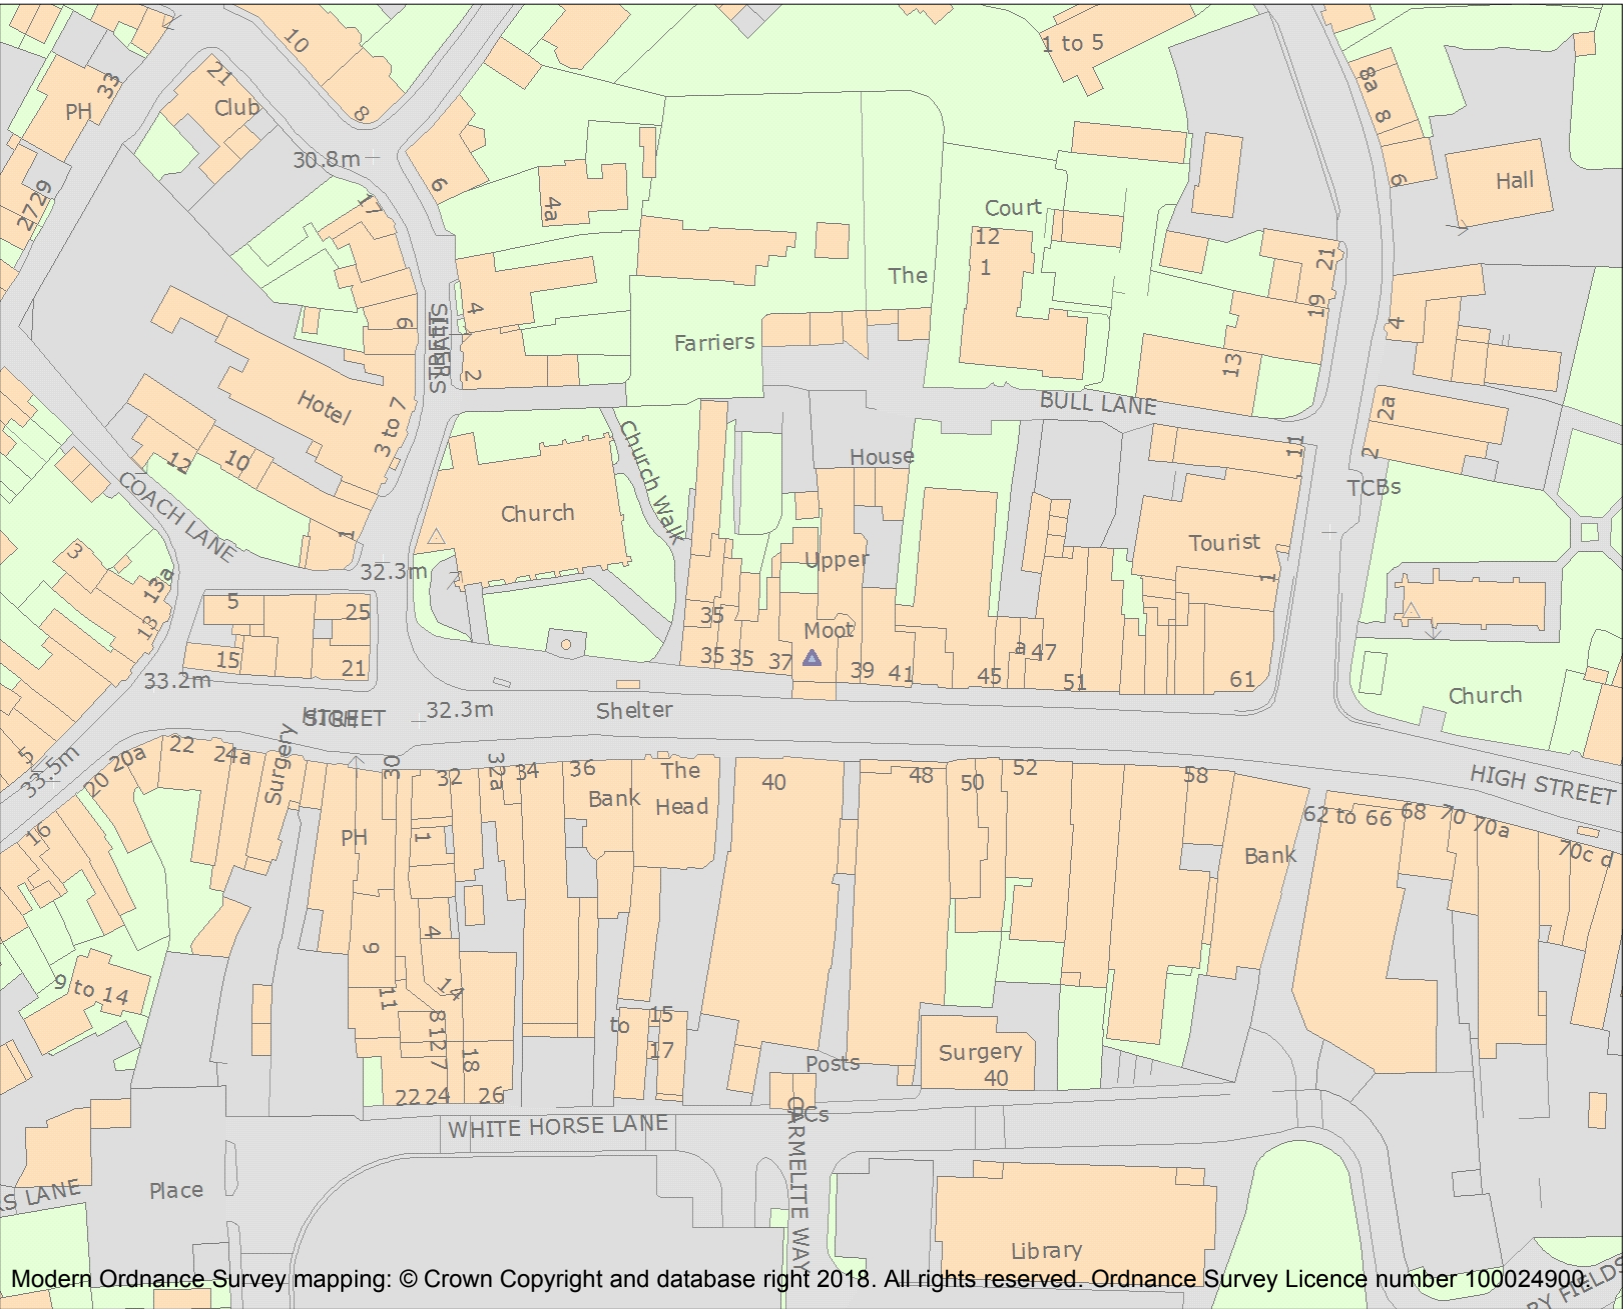 10
1 to 5
33
PH
21
Club
8
8a
8
30.8m
6
4a
6
Hall
2729
17
Court
12
1
The
21
19
4
9
4
STREET
Farriers
13
2
Hotel
3 to 7
BULL LANE
2a
11
2
12
10
Church Walk
House
TCBs
COACH LANE
Church
Tourist
1
Upper
3
13a
32.3m
1
5
25
35
Moot
13
15
21
35
35
37
39
41
a
47
45
51
61
33.2m
Church
32.3m
Shelter
STREET
5
33.5m
20
20a
22
24a
Surgery
30
32
32a
34
36
The
Head
Bank
40
48
50
52
58
HIGH STREET
62 to 66
68
70
70a
70c d
16
PH
1
Bank
9
4
9 to 14
11
14
to
15
17
8
12
7
18
22
24
26
Posts
Surgery
40
WHITE HORSE LANE
CARMELITE WAY
Place
Library
Modern Ordnance Survey mapping: © Crown Copyright and database right 2018. All rights reserved. Ordnance Survey Licence number 100024900.